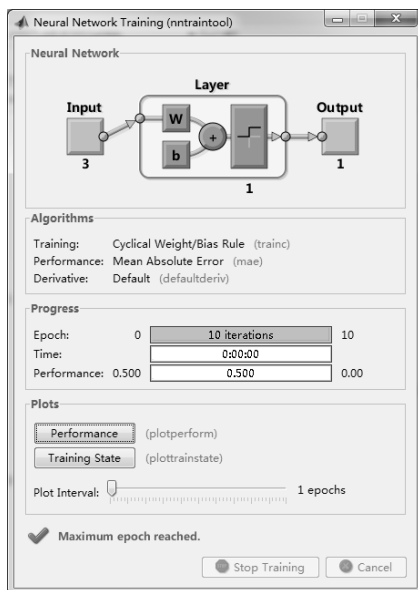 Neural Network Training (nntraintool)
Neural Network
Layer
Input
Output
W
b
+
3
1
1
Algorithms
Training: Cyclical Weight/Bias Rule (trainc)
Performance: Mean Absolute Error (mae)
Derivative: Default (defaultderiv)
Progress
Epoch: 0 10 iterations 10
Time: 0:00:00
Performance: 0.500 0.500 0.00
Plots
Performance (plotperform)
Training State (plottrainstate)
Plot Interval: 1 epochs
Maximum epoch reached.
Stop Training Cancel